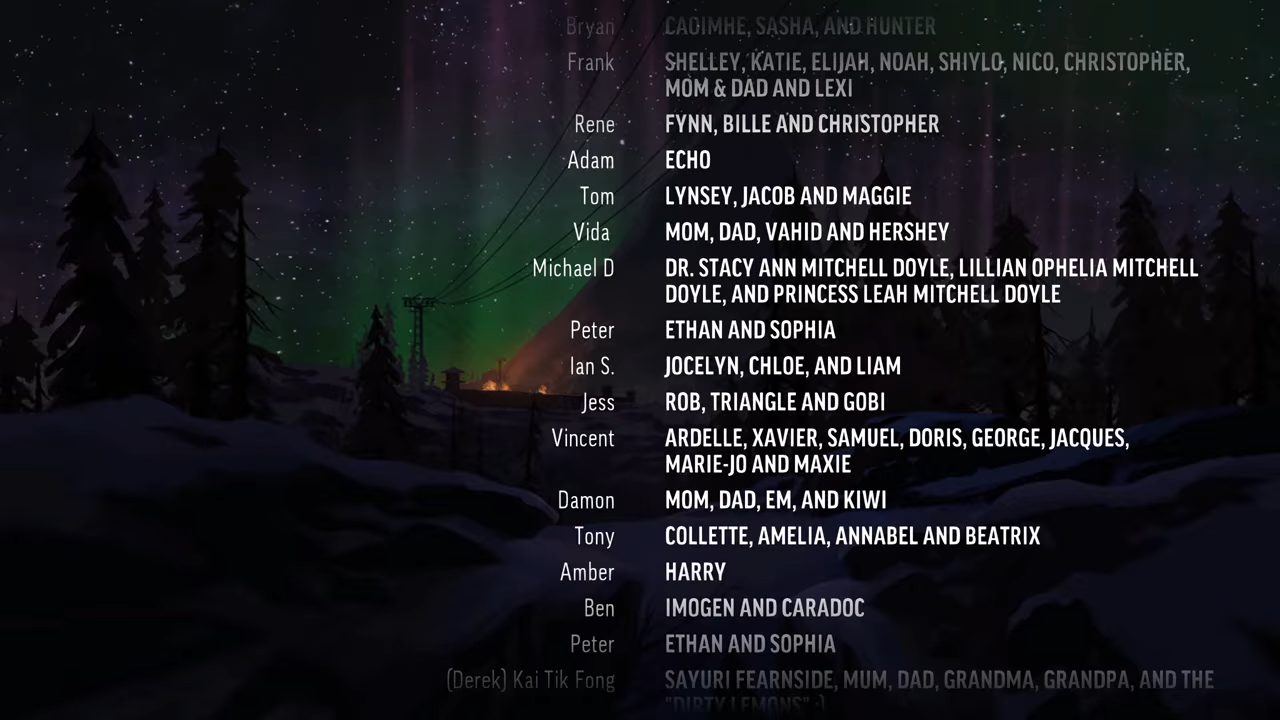 Bryan CAOIMHE, SASHA, AND HUNTER
Frank SHELLEY, KATIE, ELIJAH, NOAH, SHIYLO, NICO, CHRISTOPHER,
MOM & DAD AND LEXI
Rene FYNN, BILLE AND CHRISTOPHER
Adam ECHO
Tom LYNSEY, JACOB AND MAGGIE
Vida MOM, DAD, VAHID AND HERSHEY
Michael D DR. STACY ANN MITCHELL DOYLE, LILLIAN OPHELIA MITCHELL
DOYLE, AND PRINCESS LEAH MITCHELL DOYLE
Peter ETHAN AND SOPHIA
Ian S. JOCELYN, CHLOE, AND LIAM
Jess ROB, TRIANGLE AND GOBI
Vincent ARDELLE, XAVIER, SAMUEL, DORIS, GEORGE, JACQUES,
MARIE-JO AND MAXIE
Damon MOM, DAD, EM, AND KIWI
Tony COLLETTE, AMELIA, ANNABEL AND BEATRIX
Amber HARRY
Ben IMOGEN AND CARADOC
Peter ETHAN AND SOPHIA
(Derek) Kai Tik Fong SAYURI FEARNSIDE, MUM, DAD, GRANDMA, GRANDPA, AND THE
"DIRTY LEMONS" :)